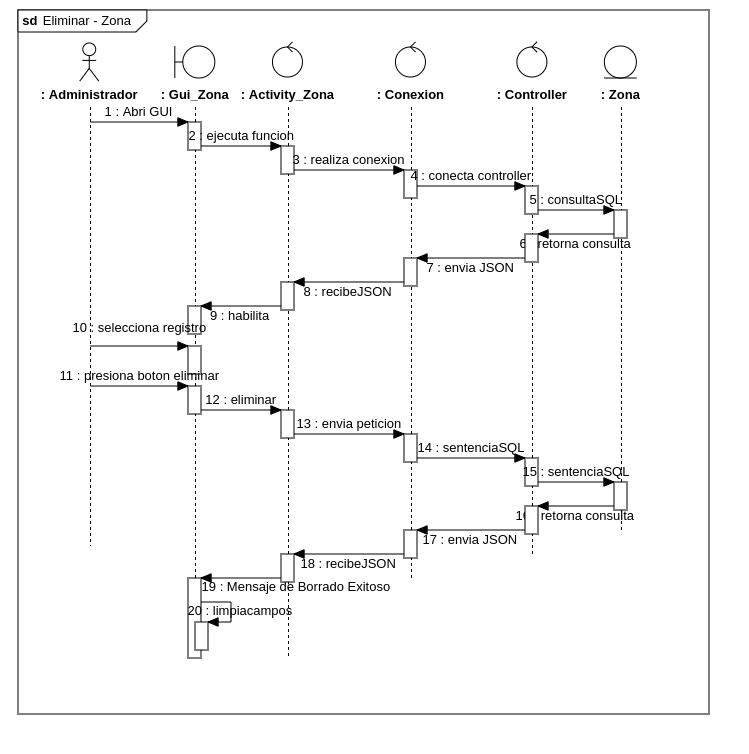 sd Eliminar - Zona
: Administrador : Gui_Zona : Activity_Zona : Conexion : Controller : Zona
1 : Abri GUI
2 : ejecuta funcion
3 : realiza conexion
4 : conecta controller
5 : consultaSQL
6 : retorna consulta
7 : envia JSON
8 : recibeJSON
9 : habilita
10 : selecciona registro
11 : presiona boton eliminar
12 : eliminar
13 : envia peticion
14 : sentenciaSQL
15 : sentenciaSQL
16 : retorna consulta
17 : envia JSON
18 : recibeJSON
19 : Mensaje de Borrado Exitoso
20 : limpiacampos